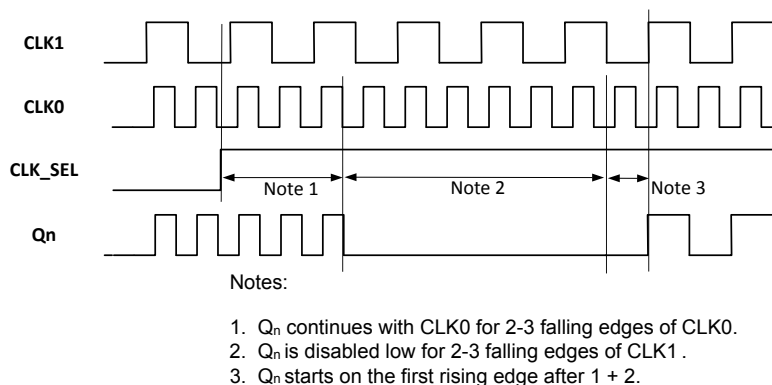 CLK1
CLK0
CLK_SEL
Note 1
Note 2
Note 3
Qn
Notes:
1. Qn continues with CLK0 for 2-3 falling edges of CLK0.
2. Qn is disabled low for 2-3 falling edges of CLK1 .
3. Qn starts on the first rising edge after 1 + 2.